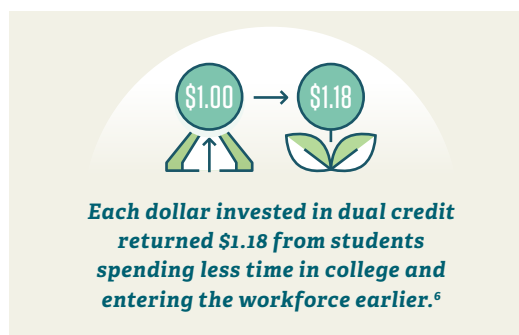 $1.00 $1.18
Each dollar invested in dual credit
returned $1.18 from students
spending less time in college and
entering the workforce earlier.⁶